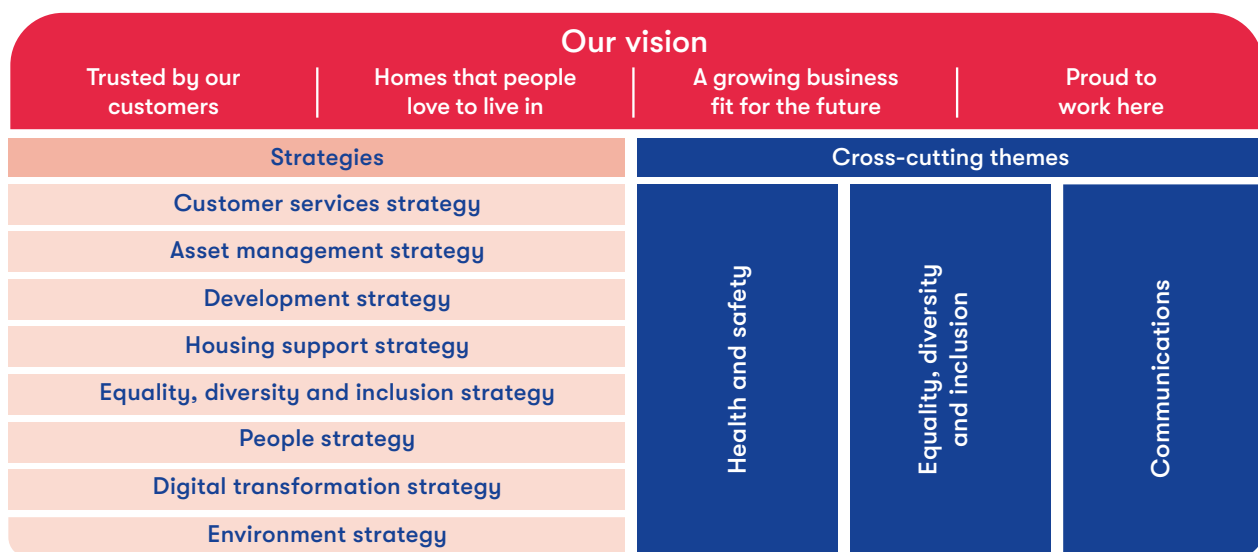 Our vision
Trusted by our
customers
Homes that people
love to live in
A growing business
fit for the future
Proud to
work here
Strategies
Customer services strategy
Asset management strategy
Development strategy
Housing support strategy
Equality, diversity and inclusion strategy
People strategy
Digital transformation strategy
Environment strategy
Cross-cutting themes
Health and safety
Equality, diversity
and inclusion
Communications